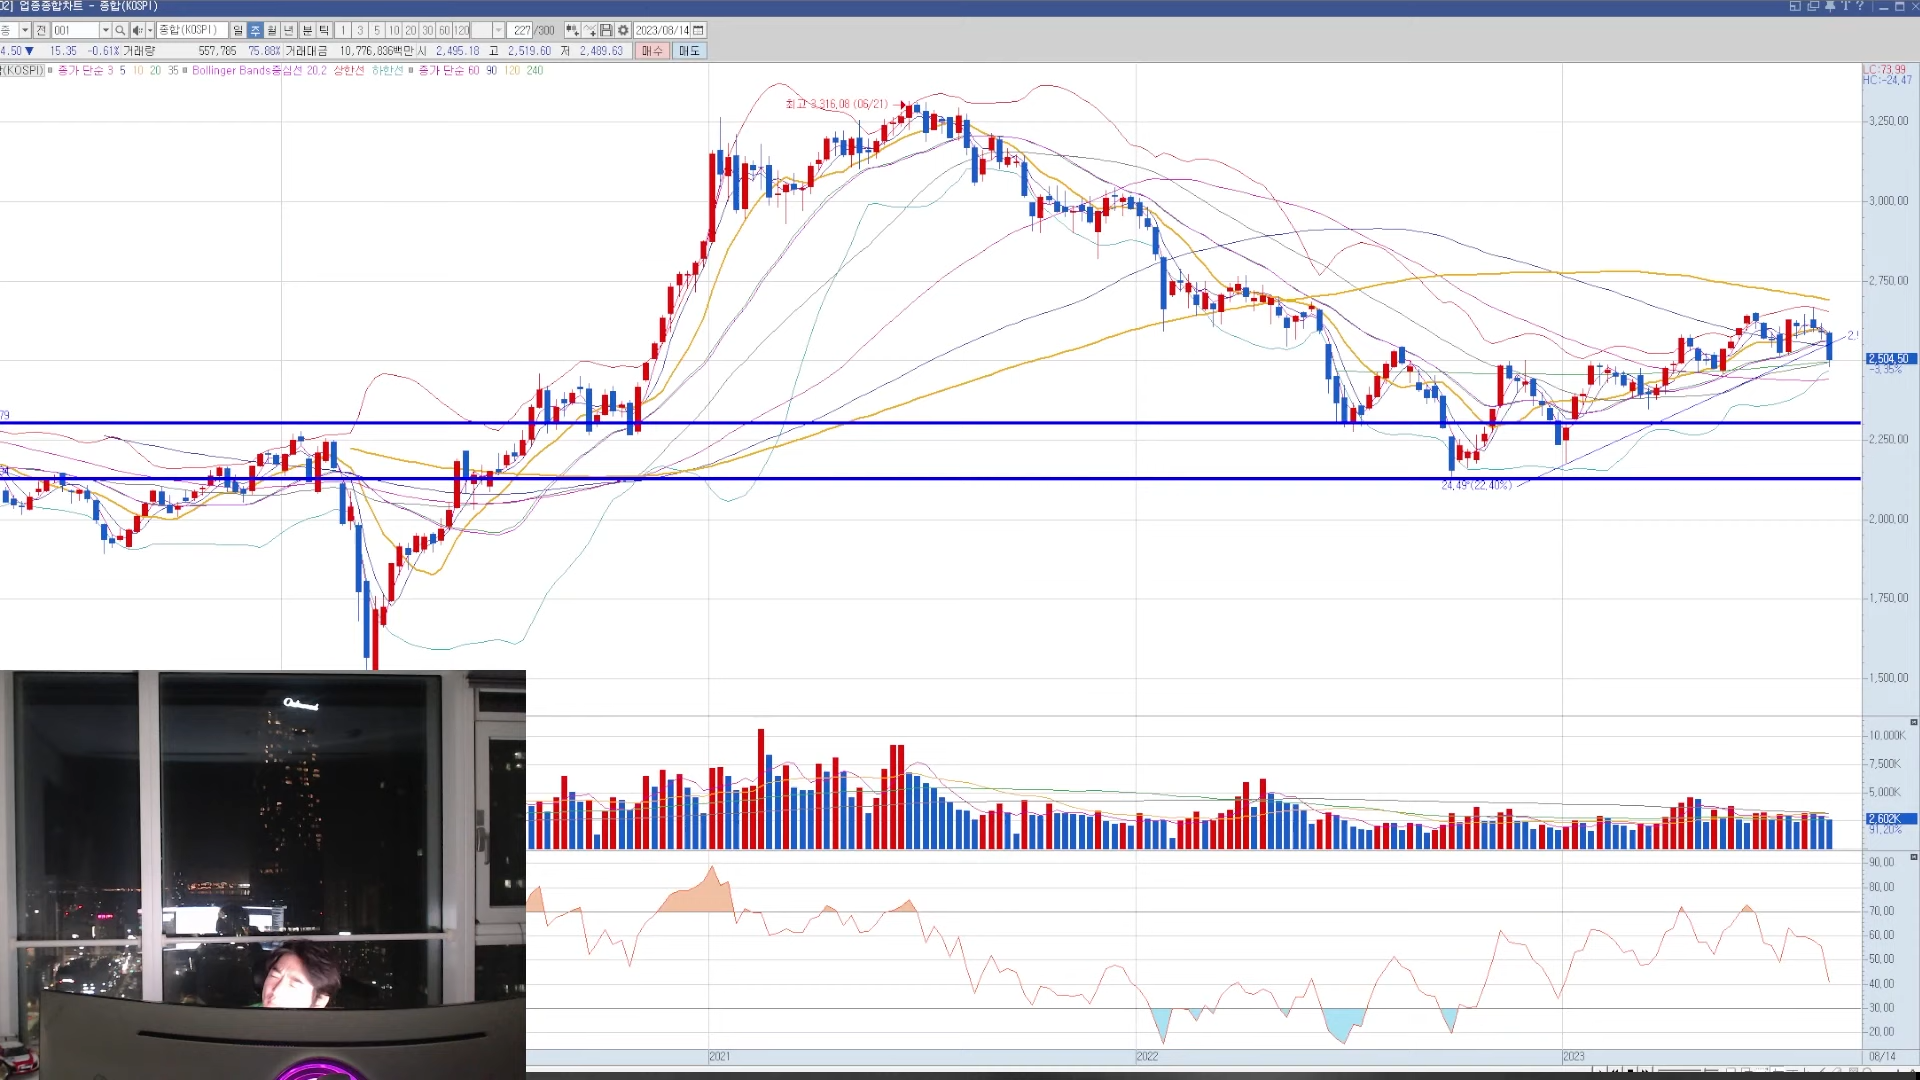 업종종합차트 - 종합(KOSPI)
전 001 종합(KOSPI) 일 주 월 년 분 틱 1 3 5 10 20 30 60 120 227 /300 2023/08/14
4.50▼ 15.35 -0.61% 거래량 557,785 75.88% 거래대금 10,776,836백만 시 2,495.18 고 2,519.60 저 2,489.63 매수 매도
(KOSPI) 종가 단순 3 5 10 20 35 Bollinger Bands중심선 20,2 상한선 하한선 종가 단순 60 90 120 240
LC:73.99
HC:-24.47
최고 3,316.08 (06/21)
3,250.00
3,000.00
2,750.00
2,504.50
-3.35%
79
2,250.00
24.49 (22.40%)
2,000.00
1,750.00
1,500.00
10,000K
7,500K
5,000K
2,602K
91.20%
90.00
80.00
70.00
60.00
50.00
40.00
30.00
20.00
2021 2022 2023 08/14